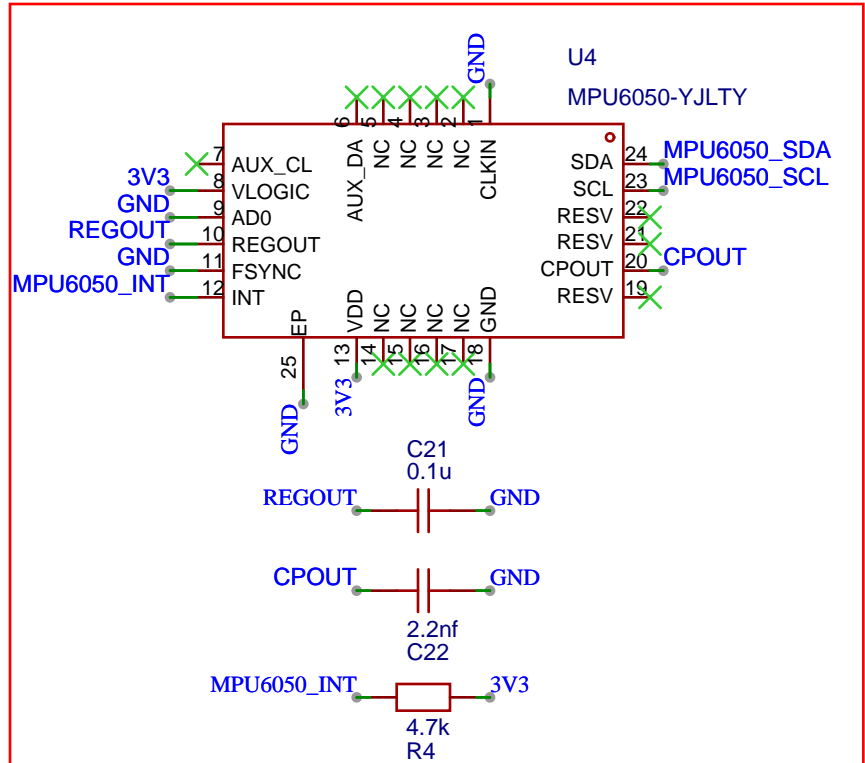 GND
U4
MPU6050-YJLTY
6 5 4 3 2 1
AUX_DA NC NC NC NC CLKIN
7 AUX_CL
3V3 8 VLOGIC
GND 9 AD0
REGOUT 10 REGOUT
GND 11 FSYNC
MPU6050_INT 12 INT
SDA 24 MPU6050_SDA
SCL 23 MPU6050_SCL
RESV 22
RESV 21
CPOUT 20 CPOUT
RESV 19
EP VDD NC NC NC NC GND
25 13 14 15 16 17 18
GND 3V3 GND
C21
0.1u
REGOUT GND
CPOUT GND
2.2nf
C22
MPU6050_INT 3V3
4.7k
R4